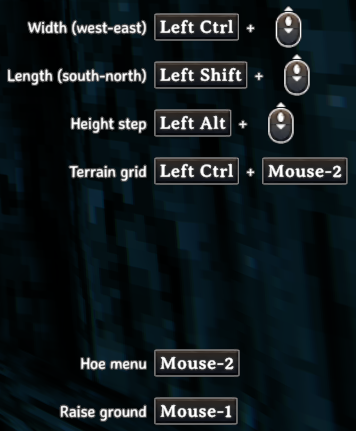 Width (west-east) Left Ctrl +
Length (south-north) Left Shift +
Height step Left Alt +
Terrain grid Left Ctrl + Mouse-2
Hoe menu Mouse-2
Raise ground Mouse-1